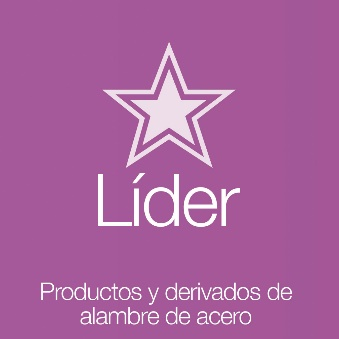 Líder
Productos y derivados de
alambre de acero